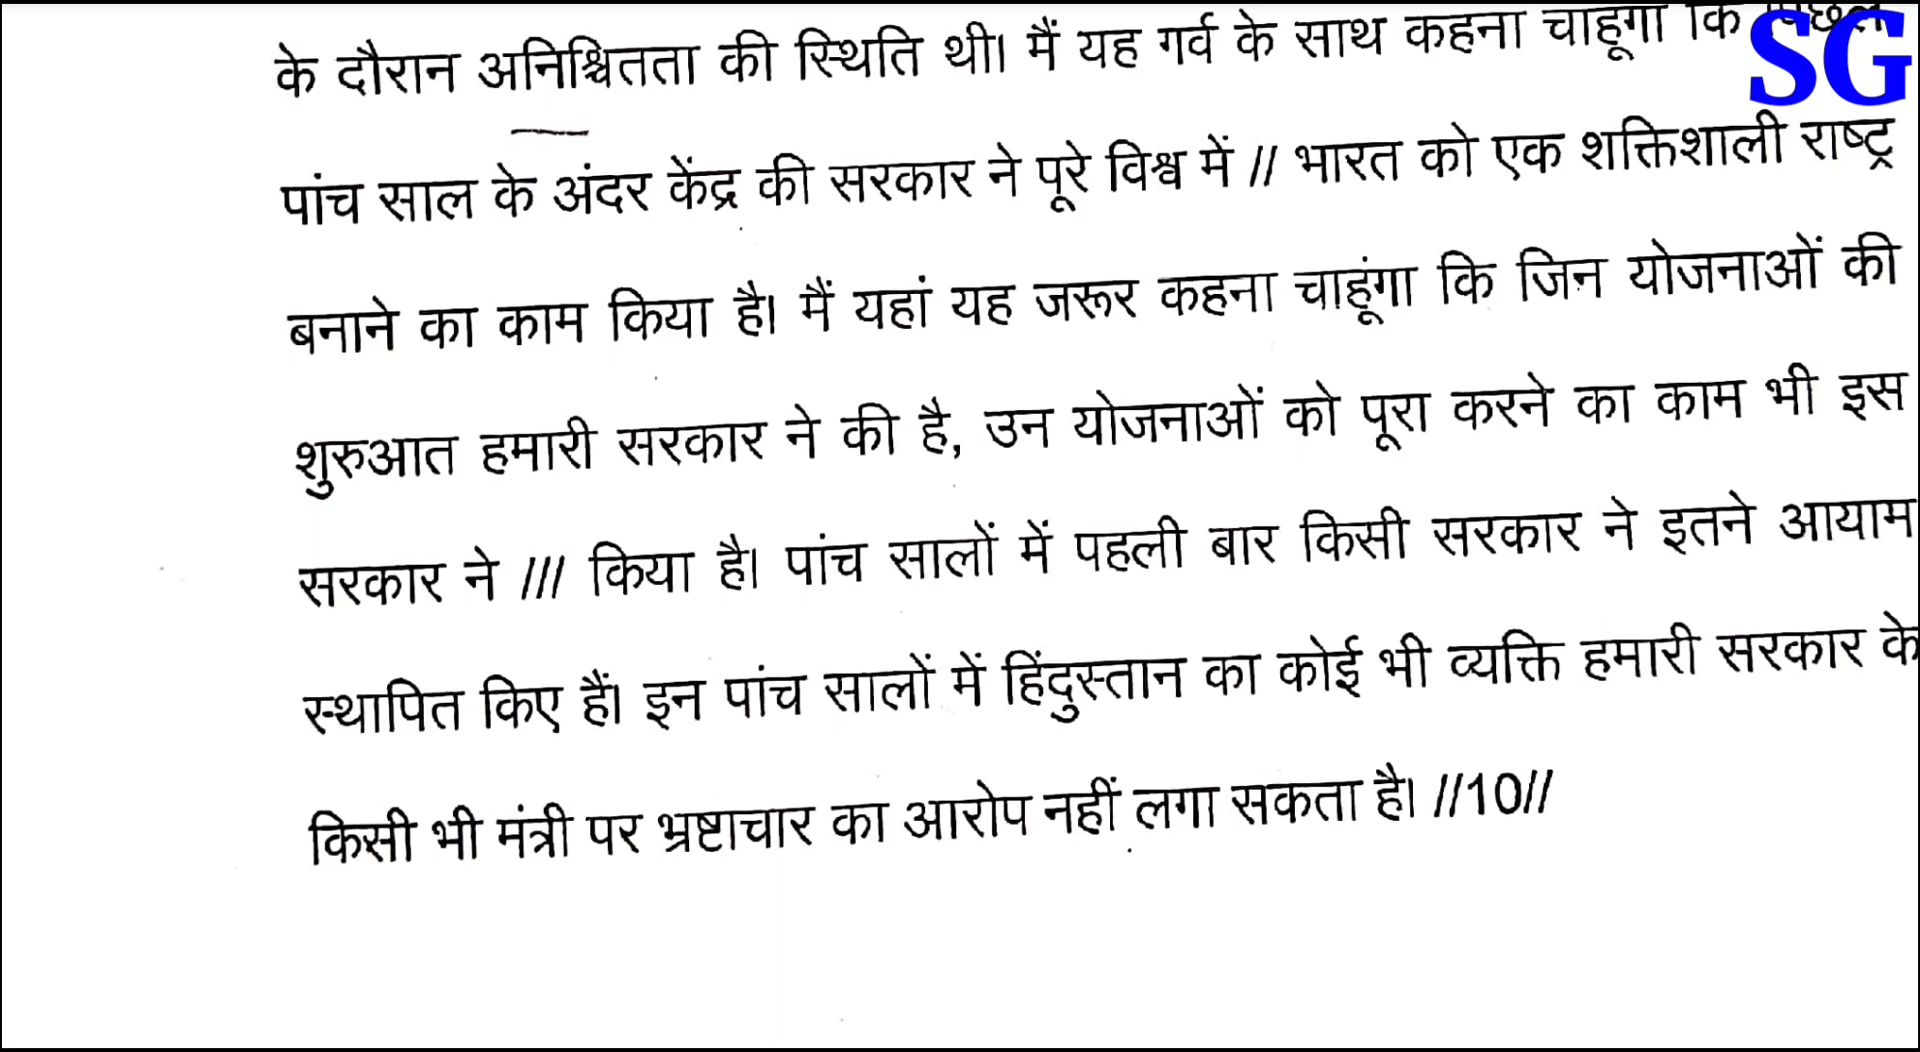 के दौरान अनिश्चितता की स्थिति थी। मैं यह गर्व के साथ कहना चाहूंगा कि
SG
पांच साल के अंदर केंद्र की सरकार ने पूरे विश्व में // भारत को एक शक्तिशाली राष्ट्र
बनाने का काम किया है। मैं यहां यह जरूर कहना चाहूंगा कि जिन योजनाओं की
शुरुआत हमारी सरकार ने की है, उन योजनाओं को पूरा करने का काम भी इस
सरकार ने /// किया है। पांच सालों में पहली बार किसी सरकार ने इतने आयाम
स्थापित किए हैं। इन पांच सालों में हिंदुस्तान का कोई भी व्यक्ति हमारी सरकार के
किसी भी मंत्री पर भ्रष्टाचार का आरोप नहीं लगा सकता है। //10//